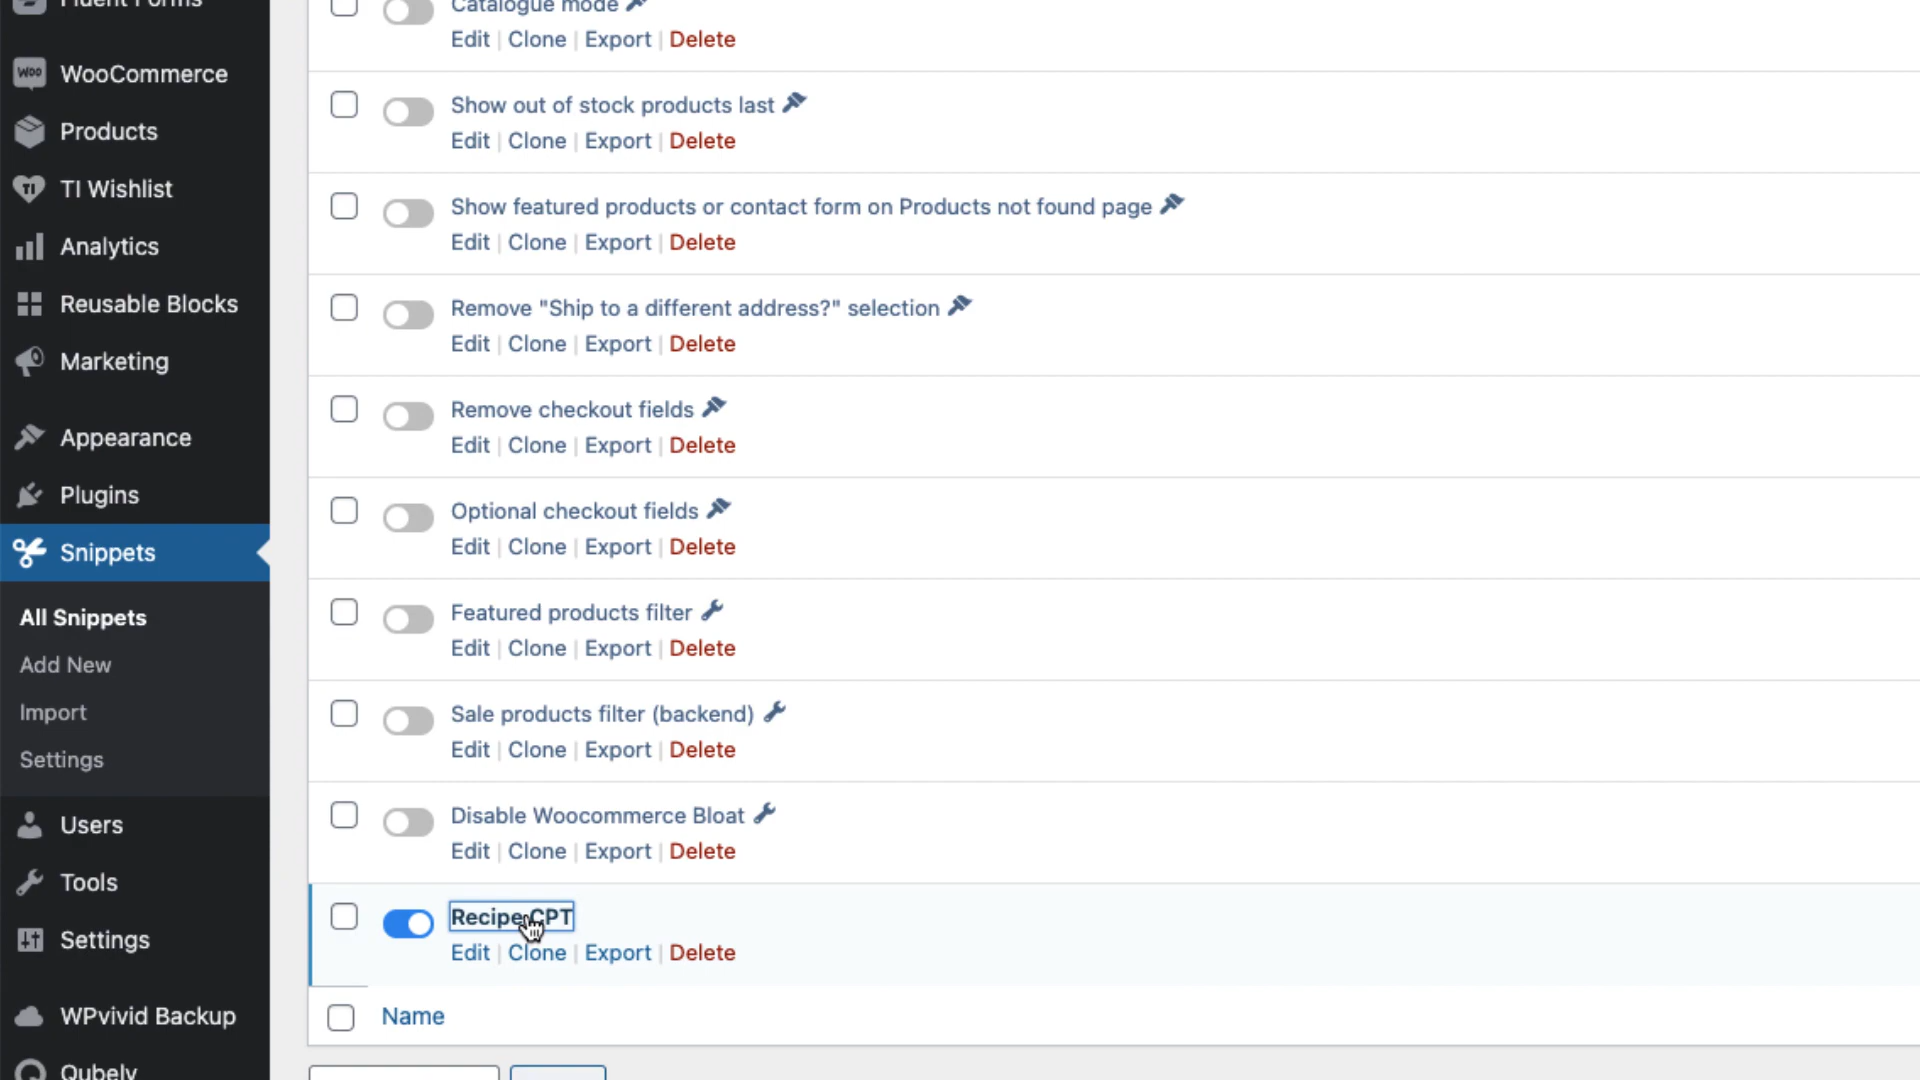 Fluent Forms
WooCommerce
Products
TI Wishlist
Analytics
Reusable Blocks
Marketing
Appearance
Plugins
Snippets
All Snippets
Add New
Import
Settings
Users
Tools
Settings
WPvivid Backup
Qubely
Catalogue mode
Edit | Clone | Export | Delete
Show out of stock products last
Edit | Clone | Export | Delete
Show featured products or contact form on Products not found page
Edit | Clone | Export | Delete
Remove "Ship to a different address?" selection
Edit | Clone | Export | Delete
Remove checkout fields
Edit | Clone | Export | Delete
Optional checkout fields
Edit | Clone | Export | Delete
Featured products filter
Edit | Clone | Export | Delete
Sale products filter (backend)
Edit | Clone | Export | Delete
Disable Woocommerce Bloat
Edit | Clone | Export | Delete
Recipe CPT
Edit | Clone | Export | Delete
Name